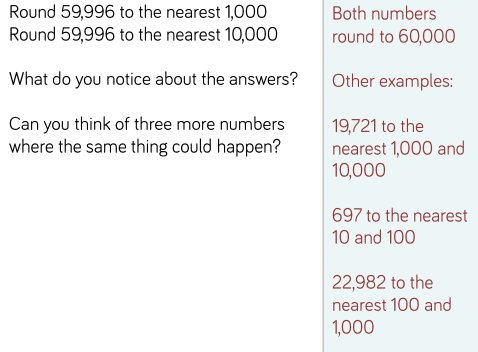 Round 59,996 to the nearest 1,000
Round 59,996 to the nearest 10,000
What do you notice about the answers?
Can you think of three more numbers
where the same thing could happen?
Both numbers
round to 60,000
Other examples:
19,721 to the
nearest 1,000 and
10,000
697 to the nearest
10 and 100
22,982 to the
nearest 100 and
1,000